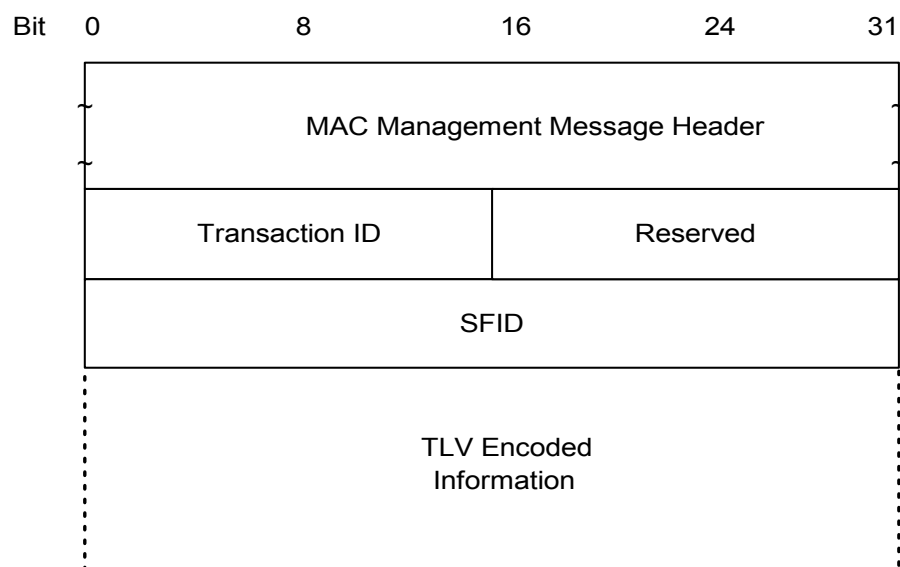 Bit 0 8 16 24 31
MAC Management Message Header
Transaction ID Reserved
SFID
TLV Encoded
Information